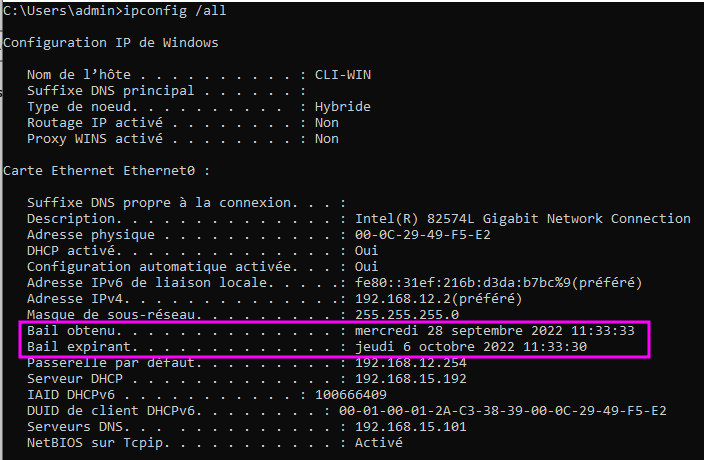 C:\Users\admin>ipconfig /all
Configuration IP de Windows
Nom de l’hôte . . . . . . . . . . : CLI-WIN
Suffixe DNS principal . . . . . . :
Type de noeud. . . . . . . . . . : Hybride
Routage IP activé . . . . . . . . : Non
Proxy WINS activé . . . . . . . . : Non
Carte Ethernet Ethernet0 :
Suffixe DNS propre à la connexion. . . :
Description. . . . . . . . . . . . . . : Intel(R) 82574L Gigabit Network Connection
Adresse physique . . . . . . . . . . . : 00-0C-29-49-F5-E2
DHCP activé. . . . . . . . . . . . . . : Oui
Configuration automatique activée. . . : Oui
Adresse IPv6 de liaison locale. . . . .: fe80::31ef:216b:d3da:b7bc%9(préféré)
Adresse IPv4. . . . . . . . . . . . . .: 192.168.12.2(préféré)
Masque de sous-réseau. . . . . . . . . : 255.255.255.0
Bail obtenu. . . . . . . . . . . . . . : mercredi 28 septembre 2022 11:33:33
Bail expirant. . . . . . . . . . . . . : jeudi 6 octobre 2022 11:33:30
Passerelle par défaut. . . . . . . . . : 192.168.12.254
Serveur DHCP . . . . . . . . . . . . . : 192.168.15.192
IAID DHCPv6 . . . . . . . . . . . : 100666409
DUID de client DHCPv6. . . . . . . . : 00-01-00-01-2A-C3-38-39-00-0C-29-49-F5-E2
Serveurs DNS. . . . . . . . . . . . . : 192.168.15.101
NetBIOS sur Tcpip. . . . . . . . . . . : Activé